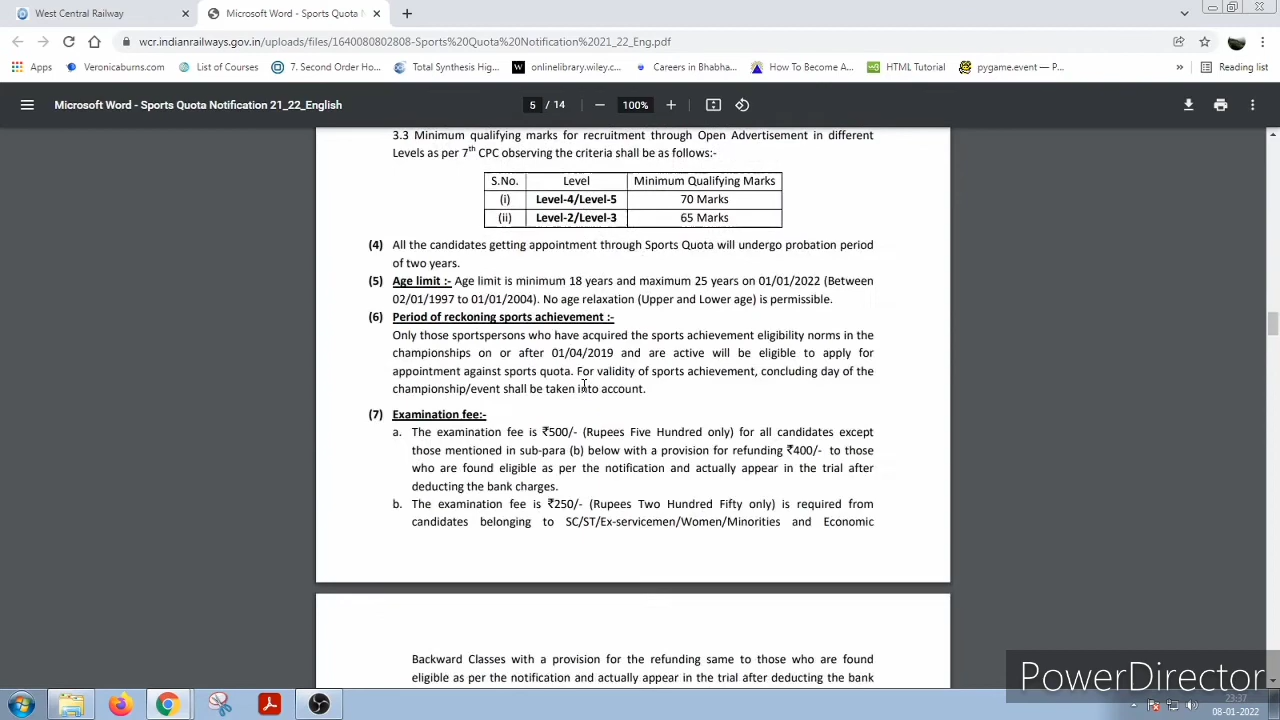 West Central Railway
Microsoft Word - Sports Quota N
wcr.indianrailways.gov.in/uploads/files/1640080802808-Sports%20Quota%20Notification%2021_22_Eng.pdf
Apps Veronicaburns.com List of Courses 7. Second Order Ho... Total Synthesis Hig... onlinelibrary.wiley.c... Careers in Bhabha... How To Become A... HTML Tutorial pygame.event — P... » Reading list
Microsoft Word - Sports Quota Notification 21_22_English 5 / 14 100%
3.3 Minimum qualifying marks for recruitment through Open Advertisement in different
Levels as per 7th CPC observing the criteria shall be as follows:-
S.No. Level Minimum Qualifying Marks
(i) Level-4/Level-5 70 Marks
(ii) Level-2/Level-3 65 Marks
(4) All the candidates getting appointment through Sports Quota will undergo probation period
of two years.
(5) Age limit :- Age limit is minimum 18 years and maximum 25 years on 01/01/2022 (Between
02/01/1997 to 01/01/2004). No age relaxation (Upper and Lower age) is permissible.
(6) Period of reckoning sports achievement :-
Only those sportspersons who have acquired the sports achievement eligibility norms in the
championships on or after 01/04/2019 and are active will be eligible to apply for
appointment against sports quota. For validity of sports achievement, concluding day of the
championship/event shall be taken into account.
(7) Examination fee:-
a. The examination fee is ₹500/- (Rupees Five Hundred only) for all candidates except
those mentioned in sub-para (b) below with a provision for refunding ₹400/- to those
who are found eligible as per the notification and actually appear in the trial after
deducting the bank charges.
b. The examination fee is ₹250/- (Rupees Two Hundred Fifty only) is required from
candidates belonging to SC/ST/Ex-servicemen/Women/Minorities and Economic
Backward Classes with a provision for the refunding same to those who are found
eligible as per the notification and actually appear in the trial after deducting the bank
PowerDirector
23:37
08-01-2022